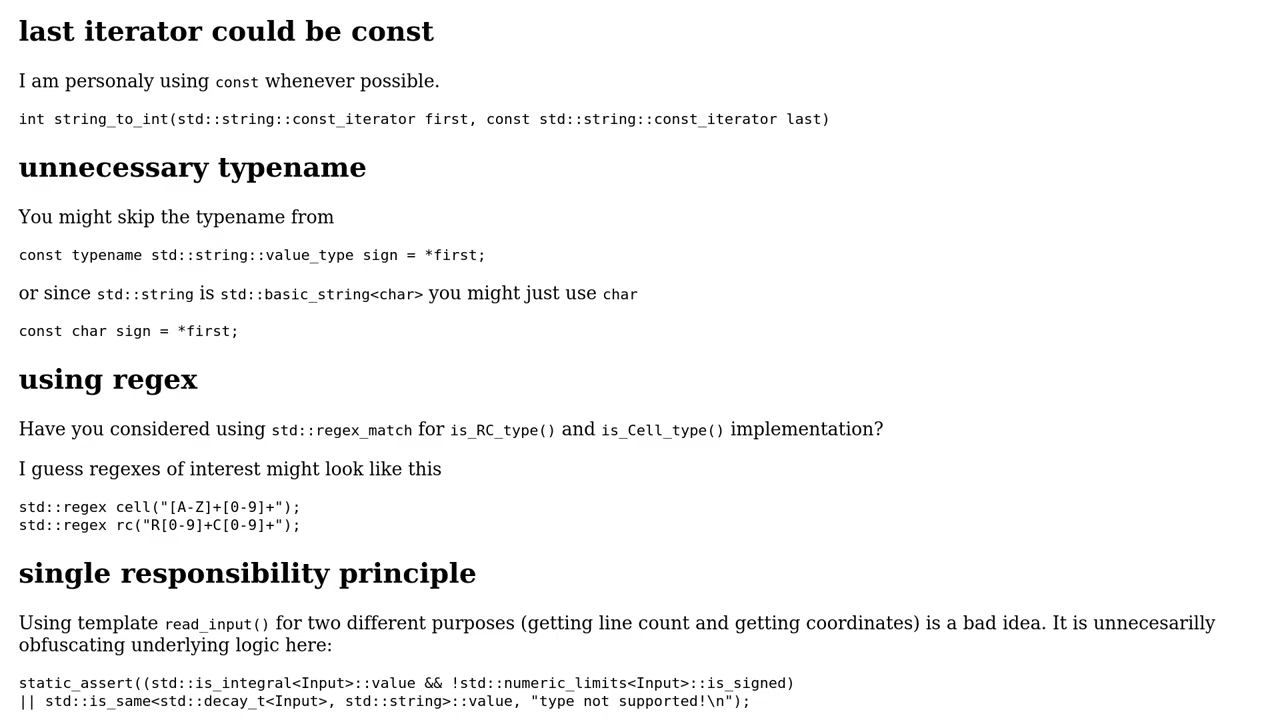 last iterator could be const
I am personaly using const whenever possible.
int string_to_int(std::string::const_iterator first, const std::string::const_iterator last)
unnecessary typename
You might skip the typename from
const typename std::string::value_type sign = *first;
or since std::string is std::basic_string<char> you might just use char
const char sign = *first;
using regex
Have you considered using std::regex_match for is_RC_type() and is_Cell_type() implementation?
I guess regexes of interest might look like this
std::regex cell("[A-Z]+[0-9]+");
std::regex rc("R[0-9]+C[0-9]+");
single responsibility principle
Using template read_input() for two different purposes (getting line count and getting coordinates) is a bad idea. It is unnecesarilly
obfuscating underlying logic here:
static_assert((std::is_integral<Input>::value && !std::numeric_limits<Input>::is_signed)
|| std::is_same<std::decay_t<Input>, std::string>::value, "type not supported!\n");